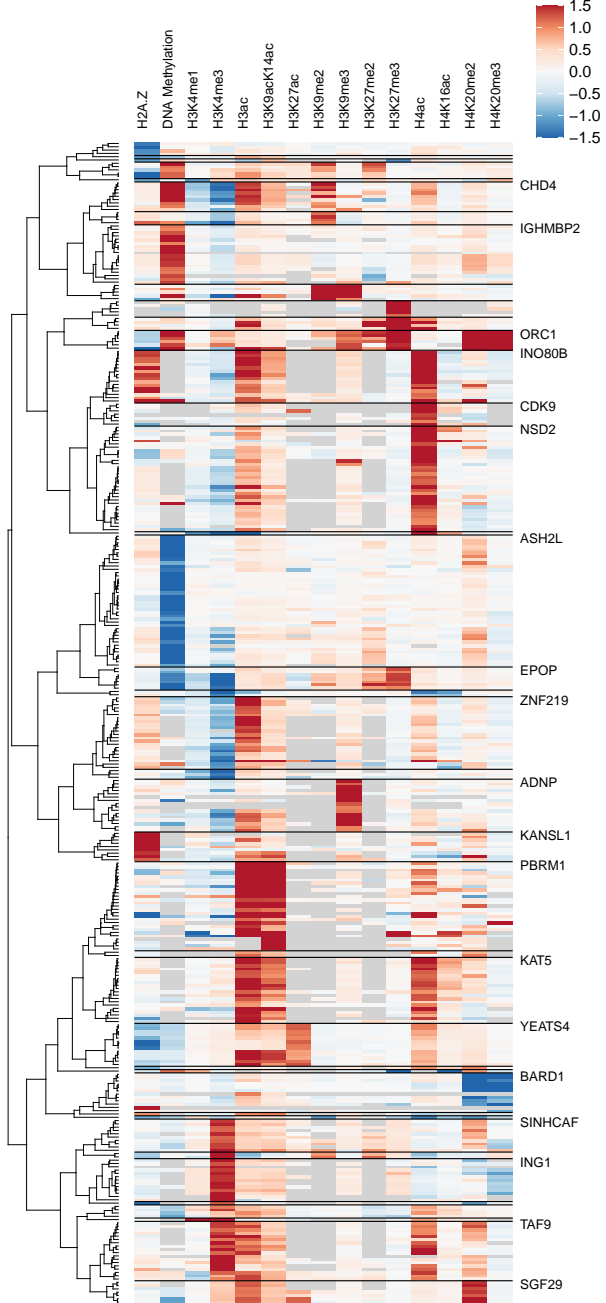 1.5
1.0
0.5
0.0
−0.5
−1.0
−1.5
H2A.Z
DNA Methylation
H3K4me1
H3K4me3
H3ac
H3K9acK14ac
H3K27ac
H3K9me2
H3K9me3
H3K27me2
H3K27me3
H4ac
H4K16ac
H4K20me2
H4K20me3
CHD4
IGHMBP2
ORC1
INO80B
CDK9
NSD2
ASH2L
EPOP
ZNF219
ADNP
KANSL1
PBRM1
KAT5
YEATS4
BARD1
SINHCAF
ING1
TAF9
SGF29